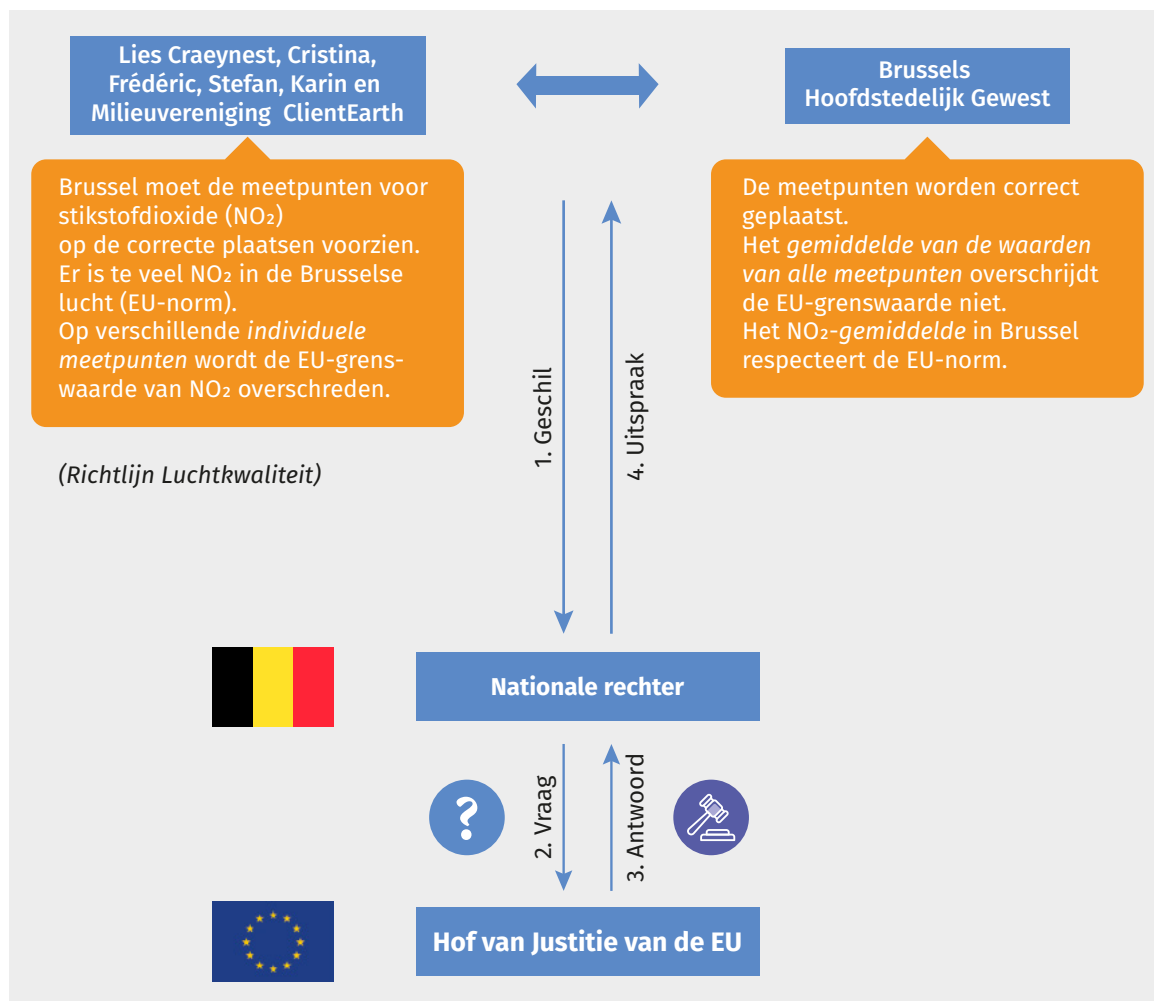 Lies Craeynest, Cristina,
Frédéric, Stefan, Karin en
Milieuvereniging ClientEarth
Brussels
Hoofdstedelijk Gewest
Brussel moet de meetpunten voor
stikstofdioxide (NO₂)
op de correcte plaatsen voorzien.
Er is te veel NO₂ in de Brusselse
lucht (EU-norm).
Op verschillende individuele
meetpunten wordt de EU-grens-
waarde van NO₂ overschreden.
De meetpunten worden correct
geplaatst.
Het gemiddelde van de waarden
van alle meetpunten overschrijdt
de EU-grenswaarde niet.
Het NO₂-gemiddelde in Brussel
respecteert de EU-norm.
(Richtlijn Luchtkwaliteit)
1. Geschil
4. Uitspraak
Nationale rechter
?
2. Vraag
3. Antwoord
Hof van Justitie van de EU